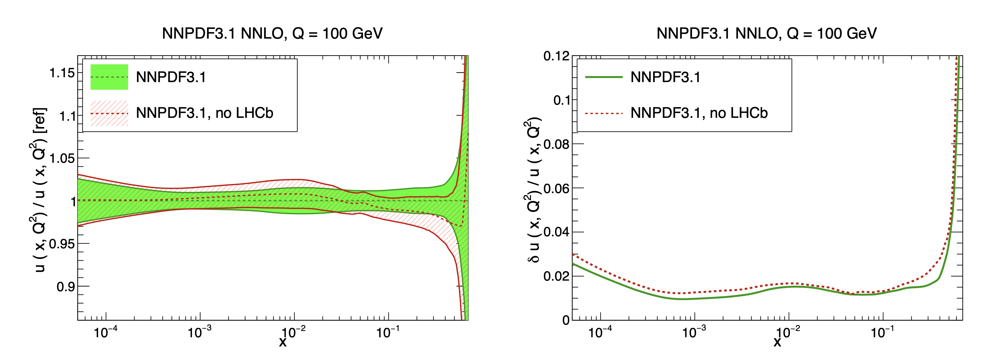 NNPDF3.1 NNLO, Q = 100 GeV
NNPDF3.1
NNPDF3.1, no LHCb
u ( x, Q²) / u ( x, Q²) [ref]
1.15
1.1
1.05
1
0.95
0.9
10⁻⁴ 10⁻³ 10⁻² 10⁻¹
x
NNPDF3.1 NNLO, Q = 100 GeV
NNPDF3.1
NNPDF3.1, no LHCb
δ u ( x, Q²) / u ( x, Q²)
0.12
0.1
0.08
0.06
0.04
0.02
0
10⁻⁴ 10⁻³ 10⁻² 10⁻¹
x